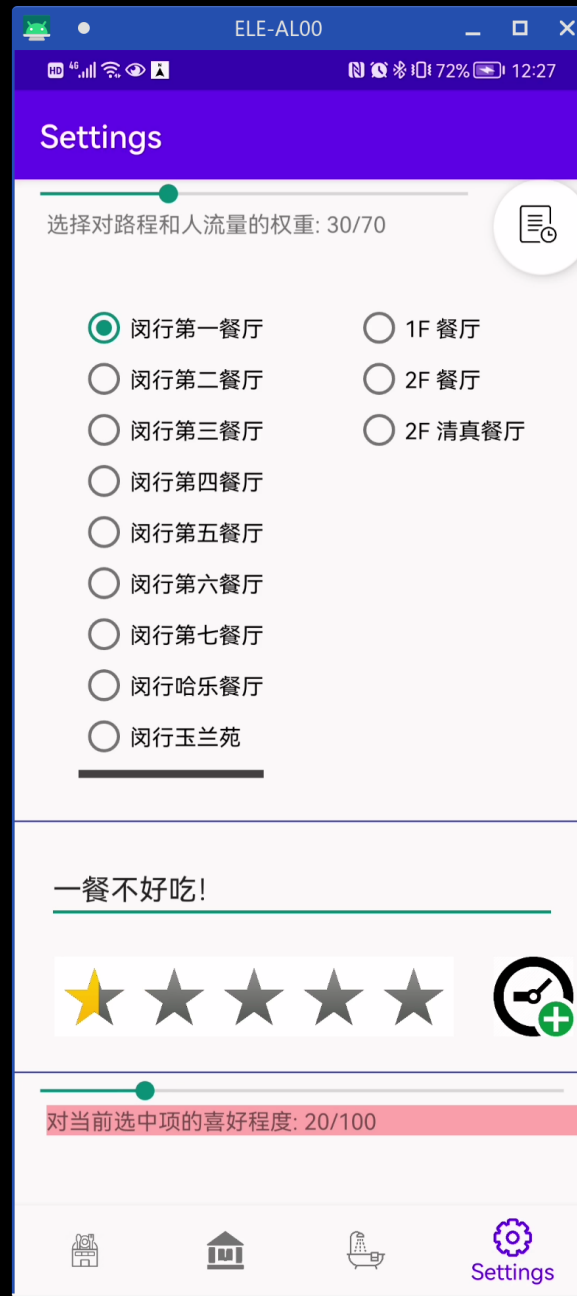 ELE-AL00
HD 4G 72% 12:27
Settings
选择对路程和人流量的权重: 30/70
闵行第一餐厅 1F 餐厅
闵行第二餐厅 2F 餐厅
闵行第三餐厅 2F 清真餐厅
闵行第四餐厅
闵行第五餐厅
闵行第六餐厅
闵行第七餐厅
闵行哈乐餐厅
闵行玉兰苑
一餐不好吃!
对当前选中项的喜好程度: 20/100
Settings